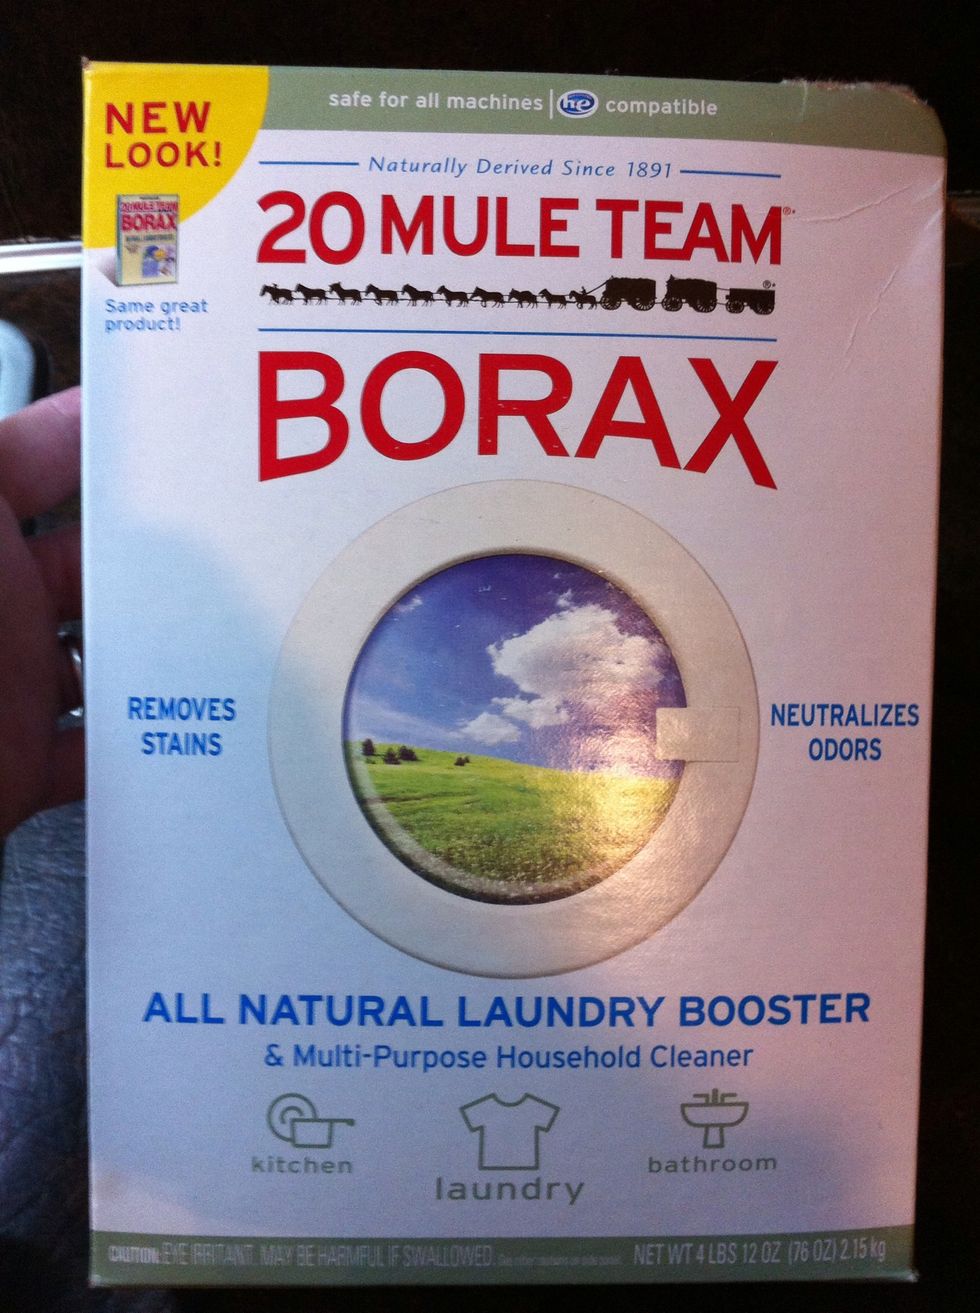 safe for all machines | he compatible
NEW
LOOK!
Naturally Derived Since 1891
20 MULE TEAM®
BORAX
Same great
product!
BORAX
REMOVES
STAINS
NEUTRALIZES
ODORS
ALL NATURAL LAUNDRY BOOSTER
& Multi-Purpose Household Cleaner
kitchen
laundry
bathroom
CAUTION: EYE IRRITANT. MAY BE HARMFUL IF SWALLOWED.
NET WT 4 LBS 12 OZ (76 OZ) 2.15 kg